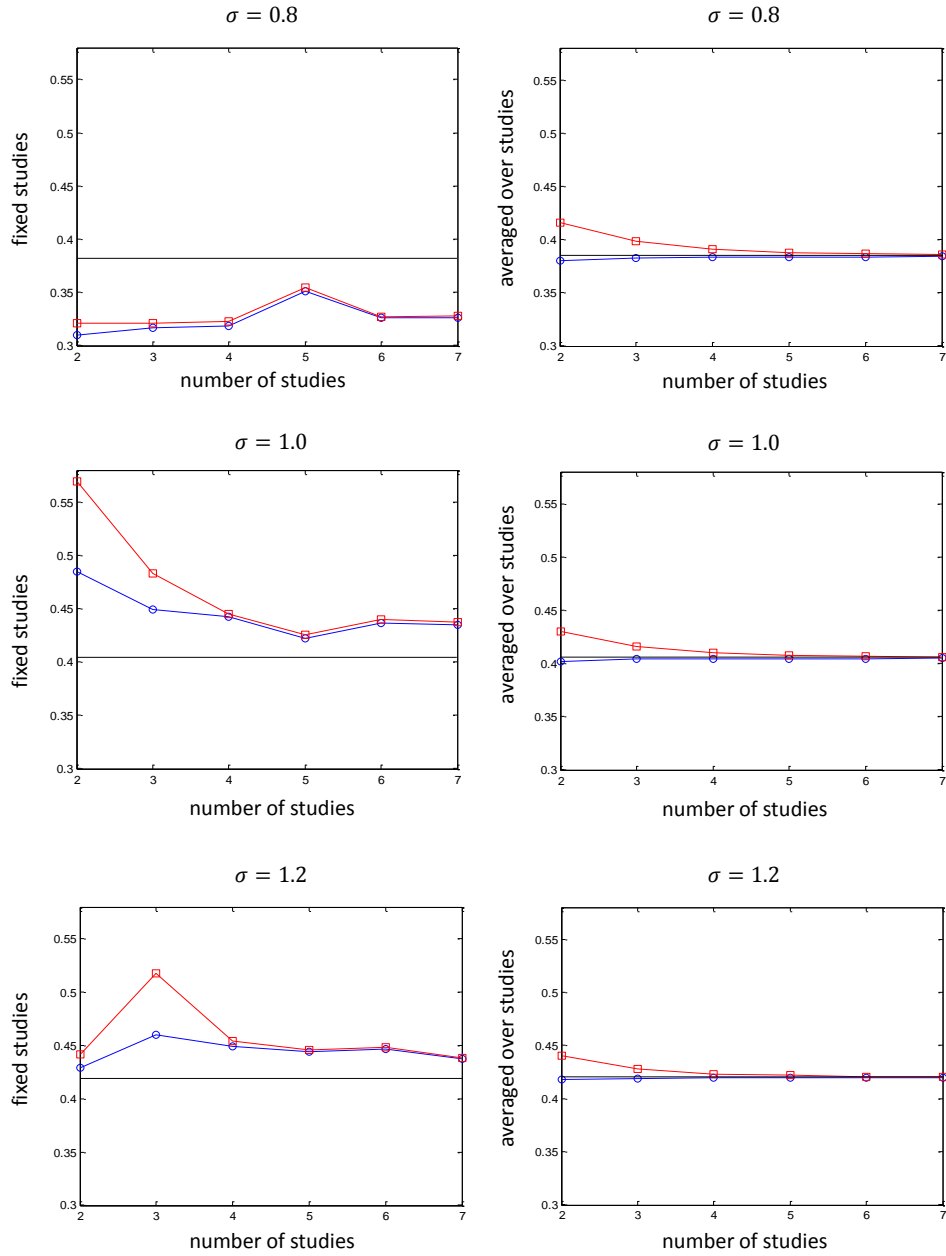 σ = 0.8
σ = 0.8
fixed studies
0.55
0.5
0.45
0.4
0.35
0.3
2 3 4 5 6 7
number of studies
averaged over studies
0.55
0.5
0.45
0.4
0.35
0.3
2 3 4 5 6 7
number of studies
σ = 1.0
σ = 1.0
fixed studies
0.55
0.5
0.45
0.4
0.35
0.3
2 3 4 5 6 7
number of studies
averaged over studies
0.55
0.5
0.45
0.4
0.35
0.3
2 3 4 5 6 7
number of studies
σ = 1.2
σ = 1.2
fixed studies
0.55
0.5
0.45
0.4
0.35
0.3
2 3 4 5 6 7
number of studies
averaged over studies
0.55
0.5
0.45
0.4
0.35
0.3
2 3 4 5 6 7
number of studies